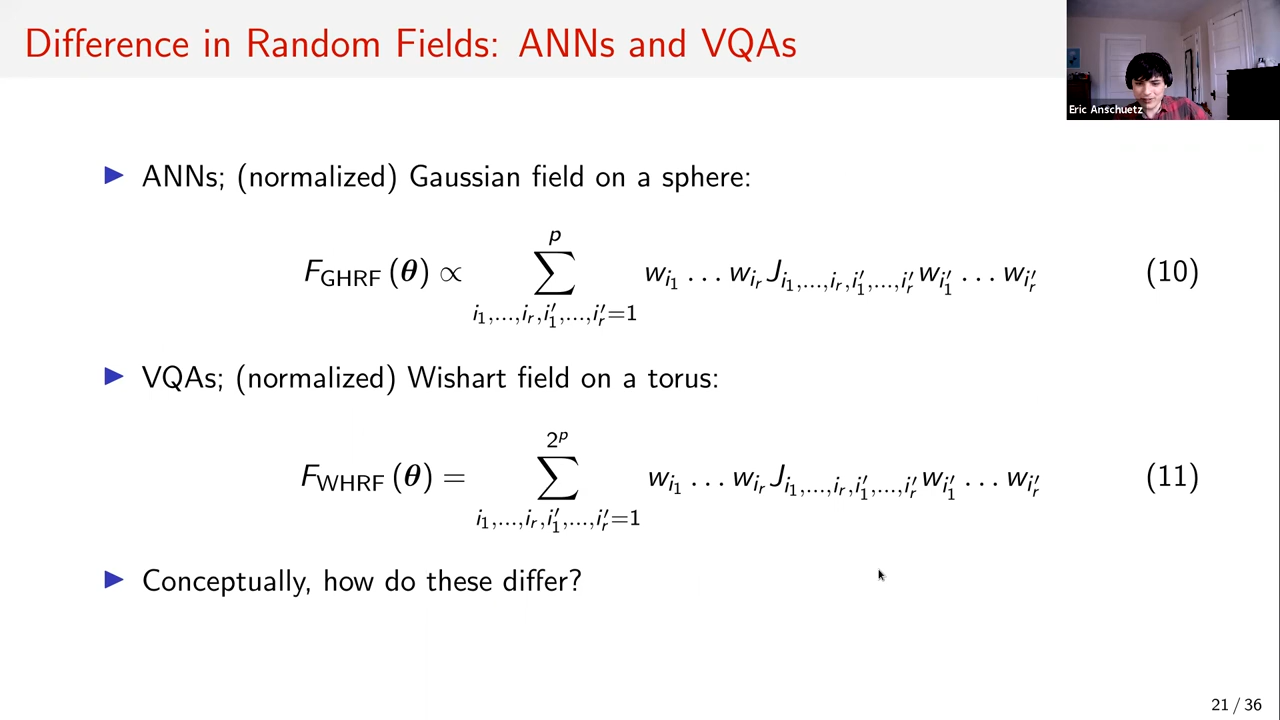 Difference in Random Fields: ANNs and VQAs
Eric Anschuetz
▶ ANNs; (normalized) Gaussian field on a sphere:
F_GHRF (θ) ∝ ∑_{i_1,...,i_r,i′_1,...,i′_r=1}^{p} w_{i_1} ... w_{i_r} J_{i_1,...,i_r,i′_1,...,i′_r} w_{i′_1} ... w_{i′_r} (10)
▶ VQAs; (normalized) Wishart field on a torus:
F_WHRF (θ) = ∑_{i_1,...,i_r,i′_1,...,i′_r=1}^{2^p} w_{i_1} ... w_{i_r} J_{i_1,...,i_r,i′_1,...,i′_r} w_{i′_1} ... w_{i′_r} (11)
▶ Conceptually, how do these differ?
21 / 36